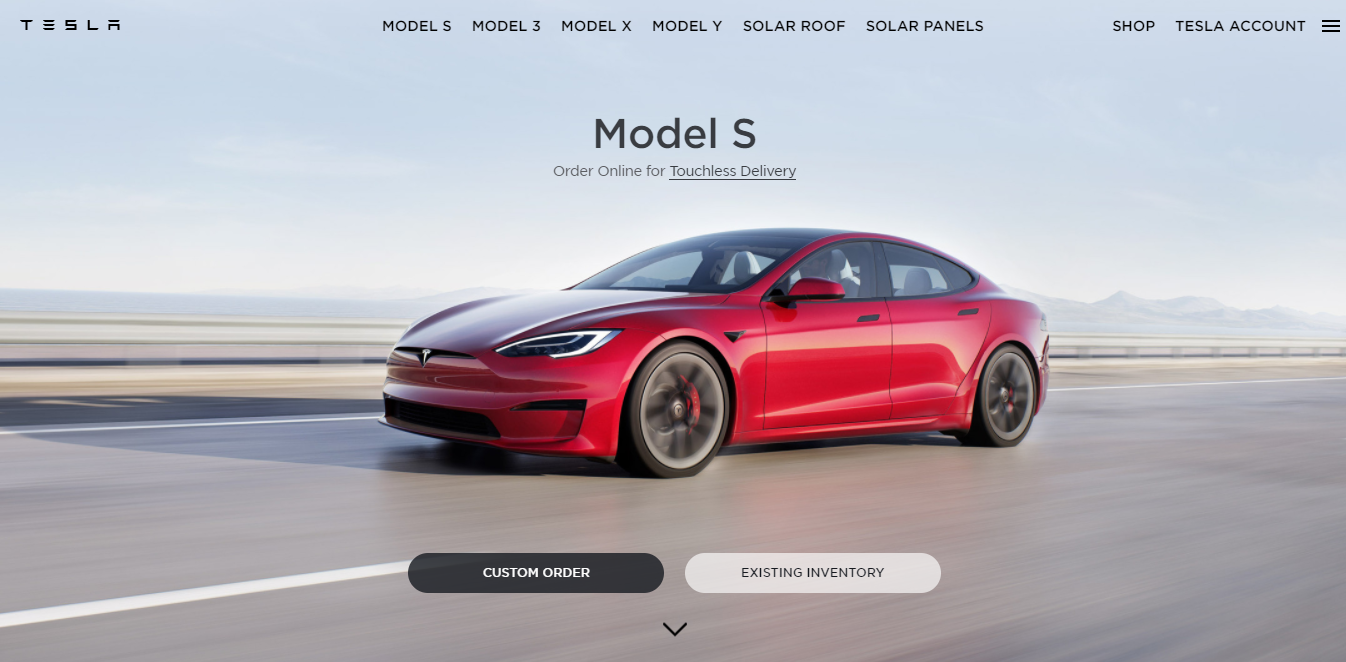 TESLA
MODEL S MODEL 3 MODEL X MODEL Y SOLAR ROOF SOLAR PANELS SHOP TESLA ACCOUNT
Model S
Order Online for Touchless Delivery
CUSTOM ORDER EXISTING INVENTORY